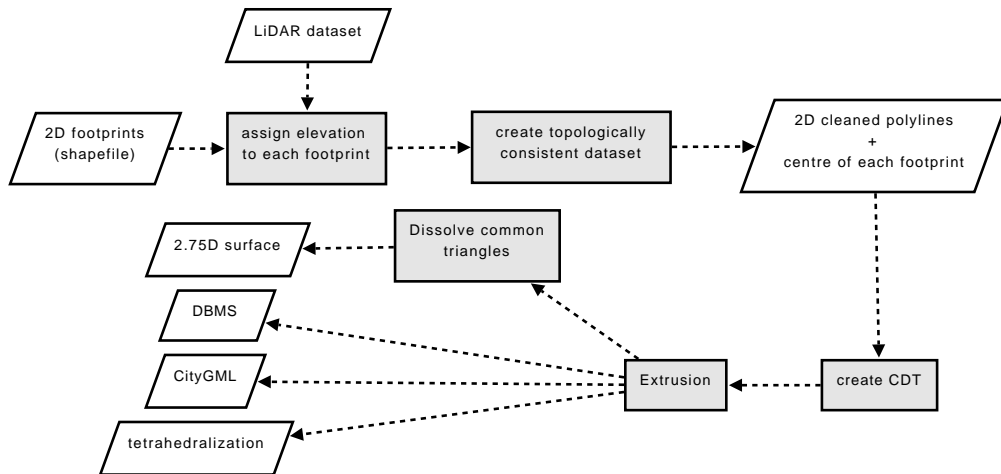 LiDAR dataset
2D footprints
(shapefile)
assign elevation
to each footprint
create topologically
consistent dataset
2D cleaned polylines
+
centre of each footprint
2.75D surface
Dissolve common
triangles
DBMS
CityGML
Extrusion
create CDT
tetrahedralization